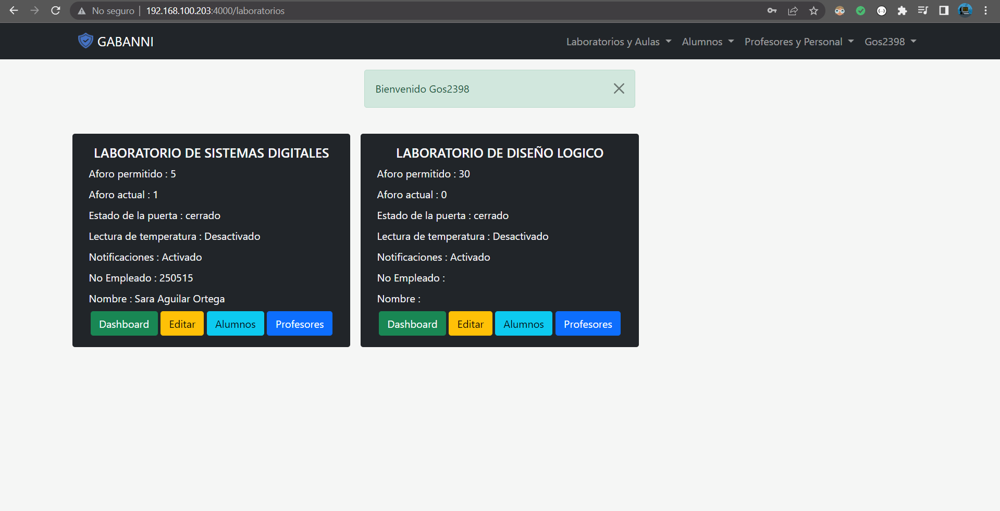 No seguro | 192.168.100.203:4000/laboratorios
GABANNI
Laboratorios y Aulas Alumnos Profesores y Personal Gos2398
Bienvenido Gos2398
LABORATORIO DE SISTEMAS DIGITALES
Aforo permitido : 5
Aforo actual : 1
Estado de la puerta : cerrado
Lectura de temperatura : Desactivado
Notificaciones : Activado
No Empleado : 250515
Nombre : Sara Aguilar Ortega
Dashboard Editar Alumnos Profesores
LABORATORIO DE DISEÑO LOGICO
Aforo permitido : 30
Aforo actual : 0
Estado de la puerta : cerrado
Lectura de temperatura : Desactivado
Notificaciones : Activado
No Empleado :
Nombre :
Dashboard Editar Alumnos Profesores